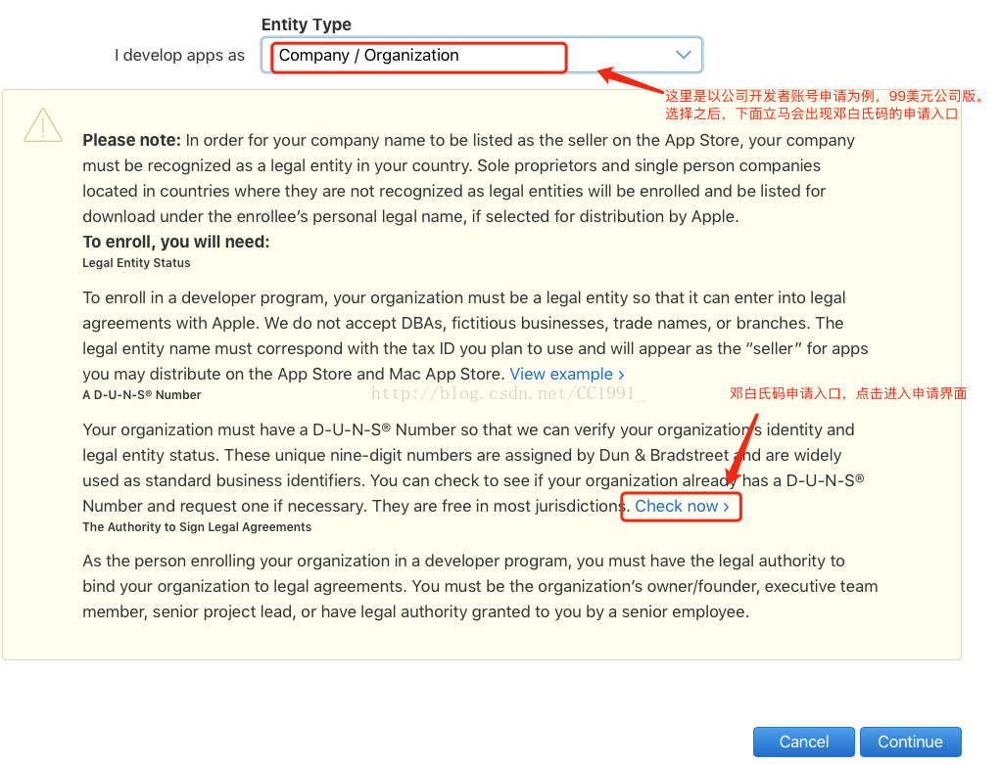 Entity Type
I develop apps as Company / Organization
这里是以公司开发者账号申请为例，99美元公司版。
选择之后，下面立马会出现邓白氏码的申请入口
Please note: In order for your company name to be listed as the seller on the App Store, your company
must be recognized as a legal entity in your country. Sole proprietors and single person companies
located in countries where they are not recognized as legal entities will be enrolled and be listed for
download under the enrollee’s personal legal name, if selected for distribution by Apple.
To enroll, you will need:
Legal Entity Status
To enroll in a developer program, your organization must be a legal entity so that it can enter into legal
agreements with Apple. We do not accept DBAs, fictitious businesses, trade names, or branches. The
legal entity name must correspond with the tax ID you plan to use and will appear as the “seller” for apps
you may distribute on the App Store and Mac App Store. View example ›
A D-U-N-S® Number
http://blog.csdn.net/CC1991_
邓白氏码申请入口，点击进入申请界面
Your organization must have a D-U-N-S® Number so that we can verify your organization’s identity and
legal entity status. These unique nine-digit numbers are assigned by Dun & Bradstreet and are widely
used as standard business identifiers. You can check to see if your organization already has a D-U-N-S®
Number and request one if necessary. They are free in most jurisdictions. Check now ›
The Authority to Sign Legal Agreements
As the person enrolling your organization in a developer program, you must have the legal authority to
bind your organization to legal agreements. You must be the organization’s owner/founder, executive team
member, senior project lead, or have legal authority granted to you by a senior employee.
Cancel Continue